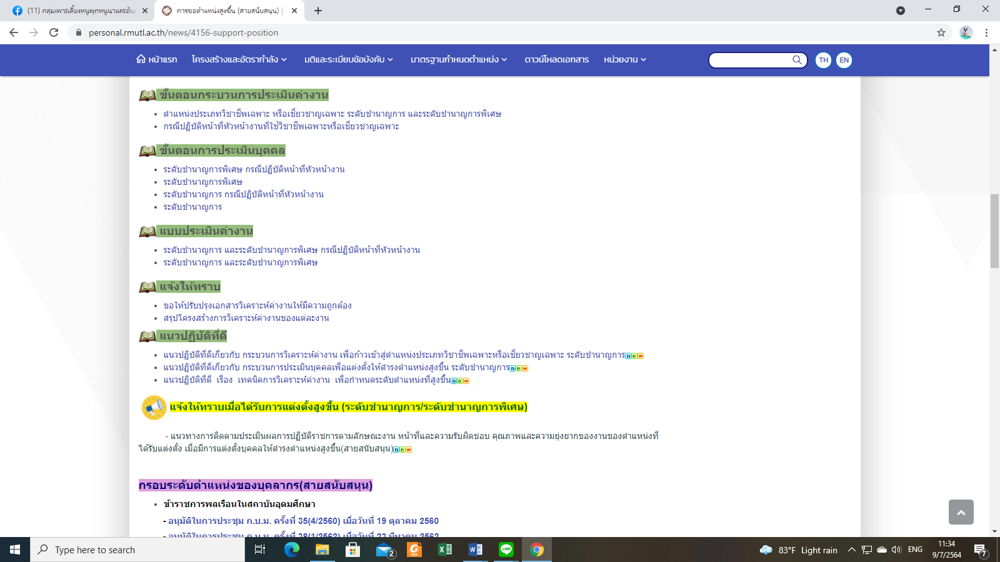 (11) กลุ่มเพาะเลี้ยงหนูพุกหนูนาและอ้น
การขอตำแหน่งสูงขึ้น (สายสนับสนุน) |
personal.rmutl.ac.th/news/4156-support-position
หน้าแรก
โครงสร้างและอัตรากำลัง
มติและระเบียบข้อบังคับ
มาตรฐานกำหนดตำแหน่ง
ดาวน์โหลดเอกสาร
หน่วยงาน
TH
EN
ขั้นตอนกระบวนการประเมินค่างาน
ตำแหน่งประเภทวิชาชีพเฉพาะ หรือเชี่ยวชาญเฉพาะ ระดับชำนาญการ และระดับชำนาญการพิเศษ
กรณีปฏิบัติหน้าที่หัวหน้างานที่ใช้วิชาชีพเฉพาะหรือเชี่ยวชาญเฉพาะ
ขั้นตอนการประเมินบุคคล
ระดับชำนาญการพิเศษ กรณีปฏิบัติหน้าที่หัวหน้างาน
ระดับชำนาญการพิเศษ
ระดับชำนาญการ กรณีปฏิบัติหน้าที่หัวหน้างาน
ระดับชำนาญการ
แบบประเมินค่างาน
ระดับชำนาญการ และระดับชำนาญการพิเศษ กรณีปฏิบัติหน้าที่หัวหน้างาน
ระดับชำนาญการ และระดับชำนาญการพิเศษ
แจ้งให้ทราบ
ขอให้ปรับปรุงเอกสารวิเคราะห์ค่างานให้มีความถูกต้อง
สรุปโครงสร้างการวิเคราะห์ค่างานของแต่ละงาน
แนวปฏิบัติที่ดี
แนวปฏิบัติที่ดีเกี่ยวกับ กระบวนการวิเคราะห์ค่างาน เพื่อก้าวเข้าสู่ตำแหน่งประเภทวิชาชีพเฉพาะหรือเชี่ยวชาญเฉพาะ ระดับชำนาญการ new
แนวปฏิบัติที่ดีเกี่ยวกับ กระบวนการประเมินบุคคลเพื่อแต่งตั้งให้ดำรงตำแหน่งสูงขึ้น ระดับชำนาญการ new
แนวปฏิบัติที่ดี เรื่อง เทคนิคการวิเคราะห์ค่างาน เพื่อกำหนดระดับตำแหน่งที่สูงขึ้น new
แจ้งให้ทราบเมื่อได้รับการแต่งตั้งสูงขึ้น (ระดับชำนาญการ/ระดับชำนาญการพิเศษ)
- แนวทางการติดตามประเมินผลการปฏิบัติราชการตามลักษณะงาน หน้าที่และความรับผิดชอบ คุณภาพและความยุ่งยากของงานของตำแหน่งที่
ได้รับแต่งตั้ง เมื่อมีการแต่งตั้งบุคคลให้ดำรงตำแหน่งสูงขึ้น(สายสนับสนุน) new
กรอบระดับตำแหน่งของบุคลากร(สายสนับสนุน)
ข้าราชการพลเรือนในสถาบันอุดมศึกษา
- อนุมัติในการประชุม ก.บ.ม. ครั้งที่ 35(4/2560) เมื่อวันที่ 19 ตุลาคม 2560
- อนุมัติในการประชุม ก.บ.ม. ครั้งที่ 38(1/2562) เมื่อวันที่ 23 มีนาคม 2562
Type here to search
2
83°F Light rain
ENG
11:34
9/7/2564
7